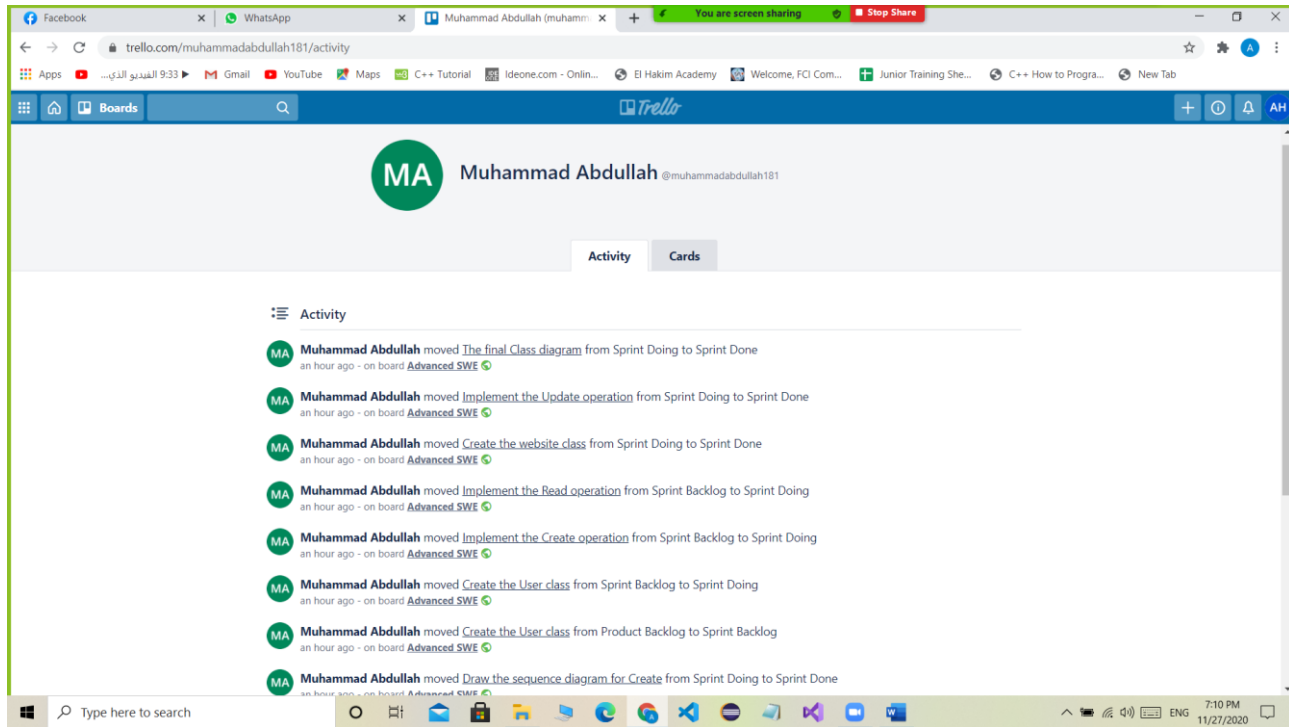 Facebook
WhatsApp
Muhammad Abdullah (muhamm
You are screen sharing
Stop Share
trello.com/muhammadabdullah181/activity
Apps
9:33 الفيديو الذي...
Gmail
YouTube
Maps
C++ Tutorial
Ideone.com - Onlin...
El Hakim Academy
Welcome, FCI Com...
Junior Training She...
C++ How to Progra...
New Tab
Boards
Trello
AH
MA
Muhammad Abdullah @muhammadabdullah181
Activity
Cards
Activity
MA
Muhammad Abdullah moved The final Class diagram from Sprint Doing to Sprint Done
an hour ago - on board Advanced SWE
MA
Muhammad Abdullah moved Implement the Update operation from Sprint Doing to Sprint Done
an hour ago - on board Advanced SWE
MA
Muhammad Abdullah moved Create the website class from Sprint Doing to Sprint Done
an hour ago - on board Advanced SWE
MA
Muhammad Abdullah moved Implement the Read operation from Sprint Backlog to Sprint Doing
an hour ago - on board Advanced SWE
MA
Muhammad Abdullah moved Implement the Create operation from Sprint Backlog to Sprint Doing
an hour ago - on board Advanced SWE
MA
Muhammad Abdullah moved Create the User class from Sprint Backlog to Sprint Doing
an hour ago - on board Advanced SWE
MA
Muhammad Abdullah moved Create the User class from Product Backlog to Sprint Backlog
an hour ago - on board Advanced SWE
MA
Muhammad Abdullah moved Draw the sequence diagram for Create from Sprint Doing to Sprint Done
an hour ago - on board Advanced SWE
Type here to search
ENG
7:10 PM
11/27/2020